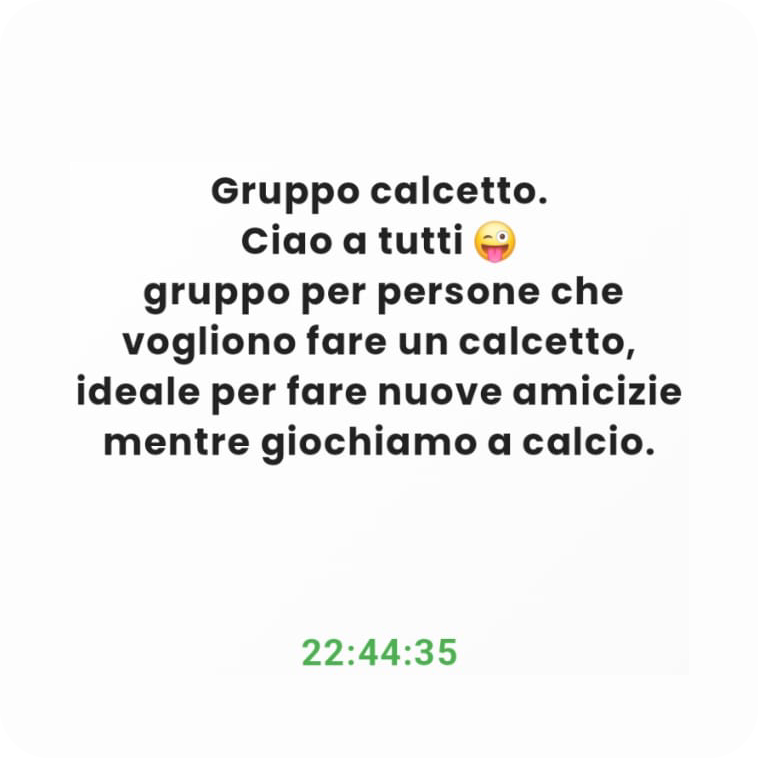 Gruppo calcetto.
Ciao a tutti 😜
gruppo per persone che
vogliono fare un calcetto,
ideale per fare nuove amicizie
mentre giochiamo a calcio.
22:44:35